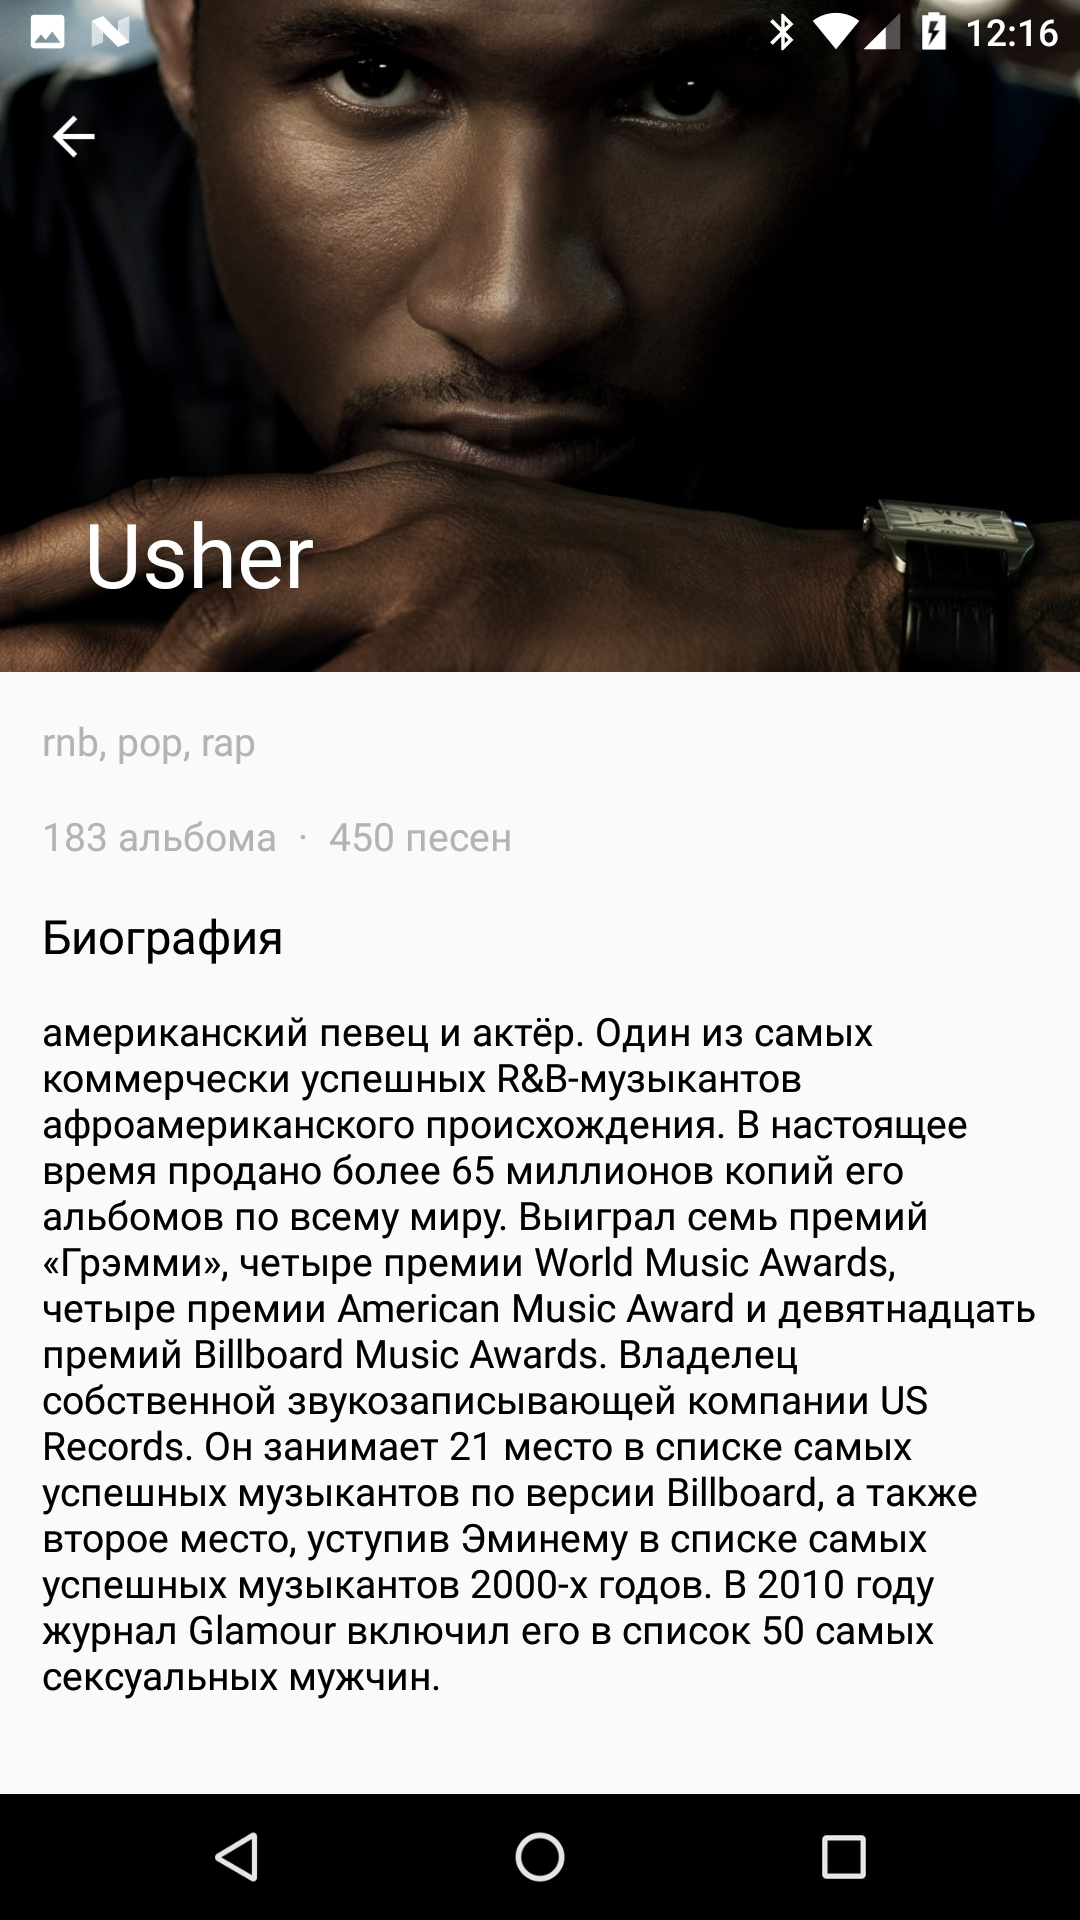 12:16
Usher
rnb, pop, rap
183 альбома · 450 песен
Биография
американский певец и актёр. Один из самых
коммерчески успешных R&B-музыкантов
афроамериканского происхождения. В настоящее
время продано более 65 миллионов копий его
альбомов по всему миру. Выиграл семь премий
«Грэмми», четыре премии World Music Awards,
четыре премии American Music Award и девятнадцать
премий Billboard Music Awards. Владелец
собственной звукозаписывающей компании US
Records. Он занимает 21 место в списке самых
успешных музыкантов по версии Billboard, а также
второе место, уступив Эминему в списке самых
успешных музыкантов 2000-х годов. В 2010 году
журнал Glamour включил его в список 50 самых
сексуальных мужчин.